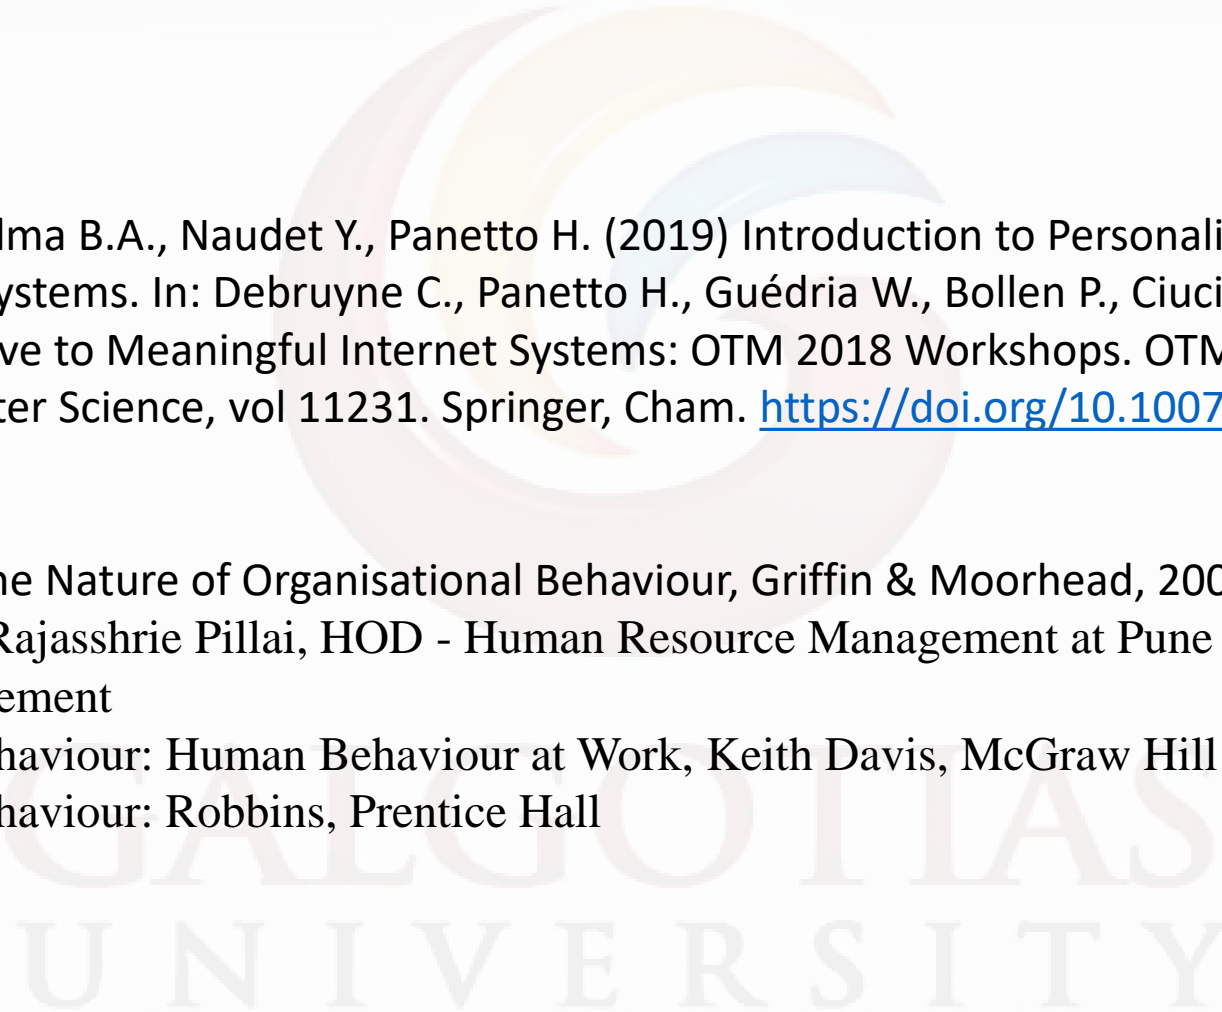 lma B.A., Naudet Y., Panetto H. (2019) Introduction to Personali
ystems. In: Debruyne C., Panetto H., Guédria W., Bollen P., Ciuci
ve to Meaningful Internet Systems: OTM 2018 Workshops. OTM
ter Science, vol 11231. Springer, Cham. https://doi.org/10.1007
he Nature of Organisational Behaviour, Griffin & Moorhead, 200
Rajasshrie Pillai, HOD - Human Resource Management at Pune
ement
haviour: Human Behaviour at Work, Keith Davis, McGraw Hill
haviour: Robbins, Prentice Hall
GALGOTIAS
UNIVERSITY